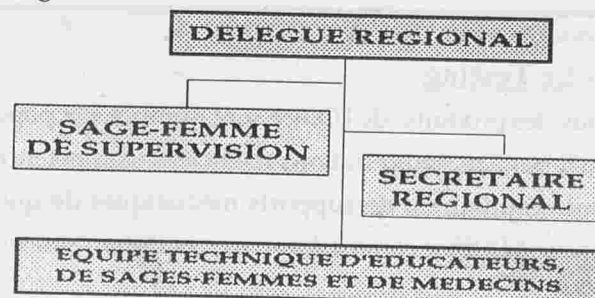 DELEGUE REGIONAL
SAGE-FEMME
DE SUPERVISION
SECRETAIRE
REGIONAL
EQUIPE TECHNIQUE D'EDUCATEURS,
DE SAGES-FEMMES ET DE MEDECINS